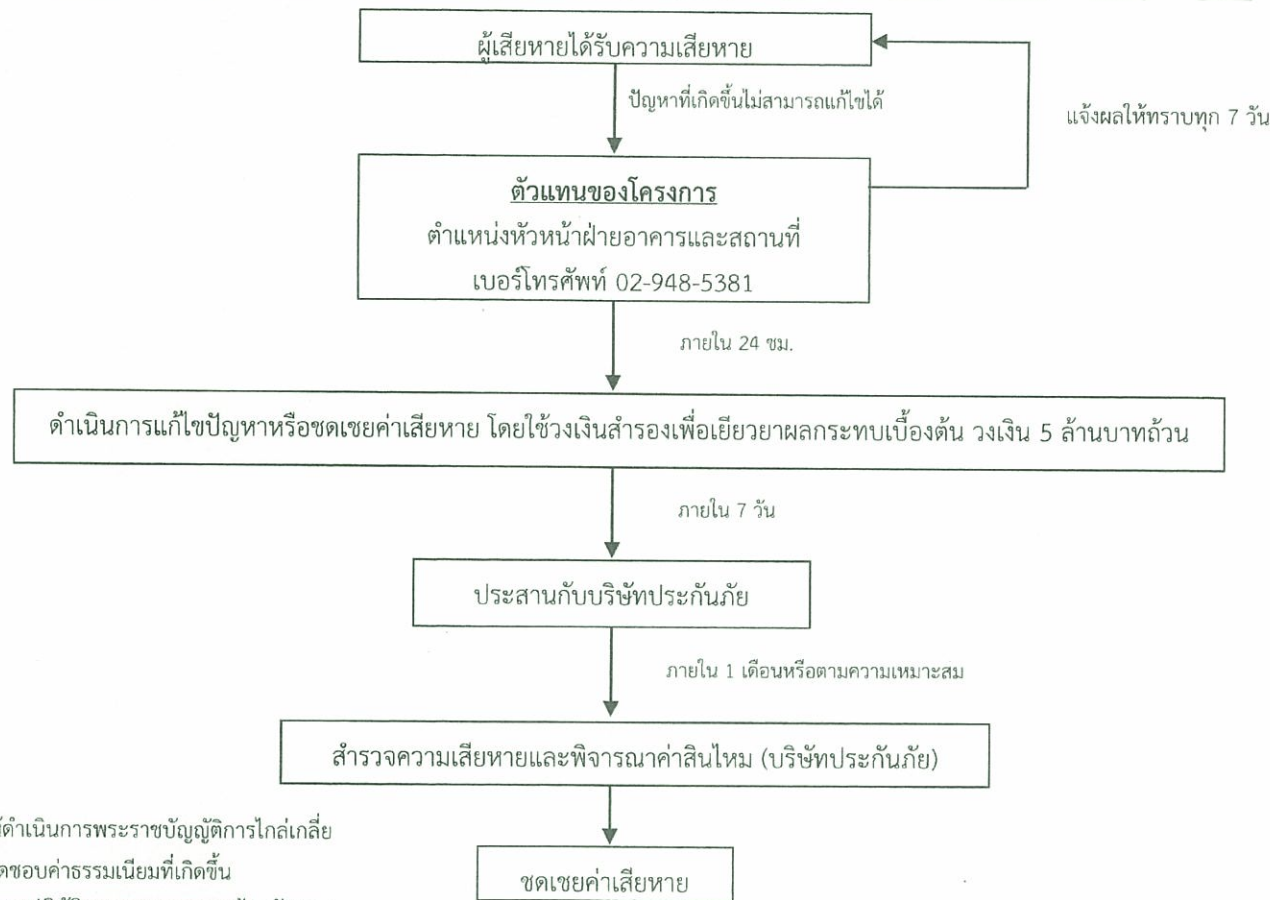 ผู้เสียหายได้รับความเสียหาย
ปัญหาที่เกิดขึ้นไม่สามารถแก้ไขได้
แจ้งผลให้ทราบทุก 7 วัน
ตัวแทนของโครงการ
ตำแหน่งหัวหน้าฝ่ายอาคารและสถานที่
เบอร์โทรศัพท์ 02-948-5381
ภายใน 24 ชม.
ดำเนินการแก้ไขปัญหาหรือชดเชยค่าเสียหาย โดยใช้วงเงินสำรองเพื่อเยียวยาผลกระทบเบื้องต้น วงเงิน 5 ล้านบาทถ้วน
ภายใน 7 วัน
ประสานกับบริษัทประกันภัย
ภายใน 1 เดือนหรือตามความเหมาะสม
สำรวจความเสียหายและพิจารณาค่าสินไหม (บริษัทประกันภัย)
ดำเนินการพระราชบัญญัติการไกล่เกลี่ย
ชอบค่าธรรมเนียมที่เกิดขึ้น
ชดเชยค่าเสียหาย